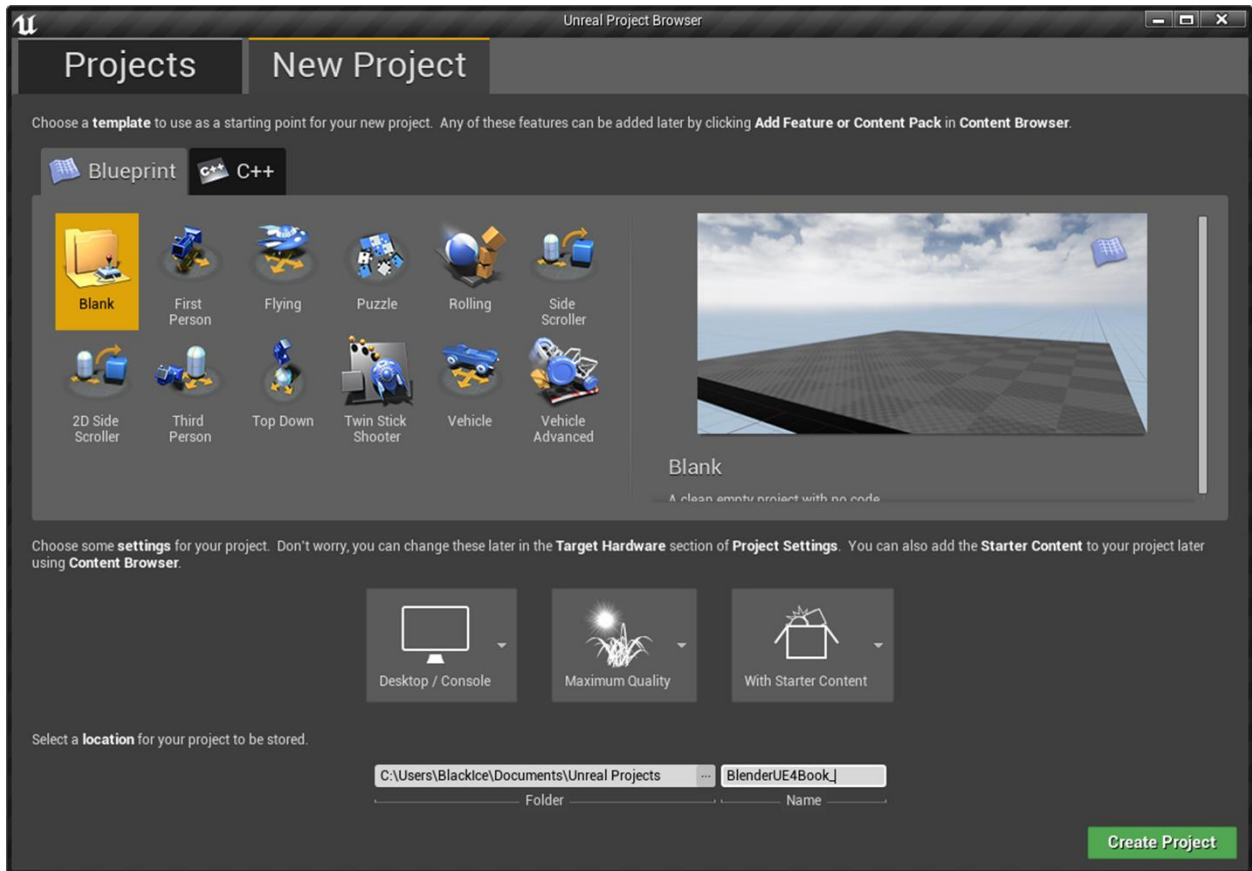 Unreal Project Browser
Projects
New Project
Choose a template to use as a starting point for your new project. Any of these features can be added later by clicking Add Feature or Content Pack in Content Browser.
Blueprint
C++
C++
Blank
First
Person
Flying
Puzzle
Rolling
Side
Scroller
2D Side
Scroller
Third
Person
Top Down
Twin Stick
Shooter
Vehicle
Vehicle
Advanced
Blank
A clean empty project with no code
Choose some settings for your project. Don't worry, you can change these later in the Target Hardware section of Project Settings. You can also add the Starter Content to your project later
using Content Browser.
Desktop / Console
Maximum Quality
With Starter Content
Select a location for your project to be stored.
C:\Users\BlackIce\Documents\Unreal Projects
...
BlenderUE4Book_
Folder
Name
Create Project